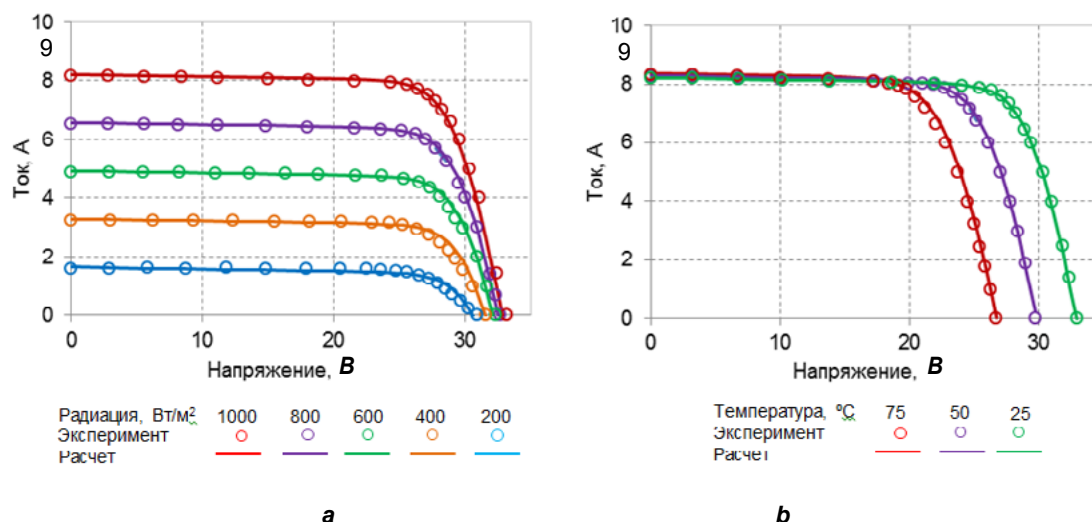 10
9
8
6
4
2
0
Ток, А
0 10 20 30
Напряжение, В
Радиация, Вт/м²
1000 800 600 400 200
Эксперимент
Расчет
a
10
9
8
6
4
2
0
Ток, А
0 10 20 30
Напряжение, В
Температура, ºС 75 50 25
Эксперимент
Расчет
b